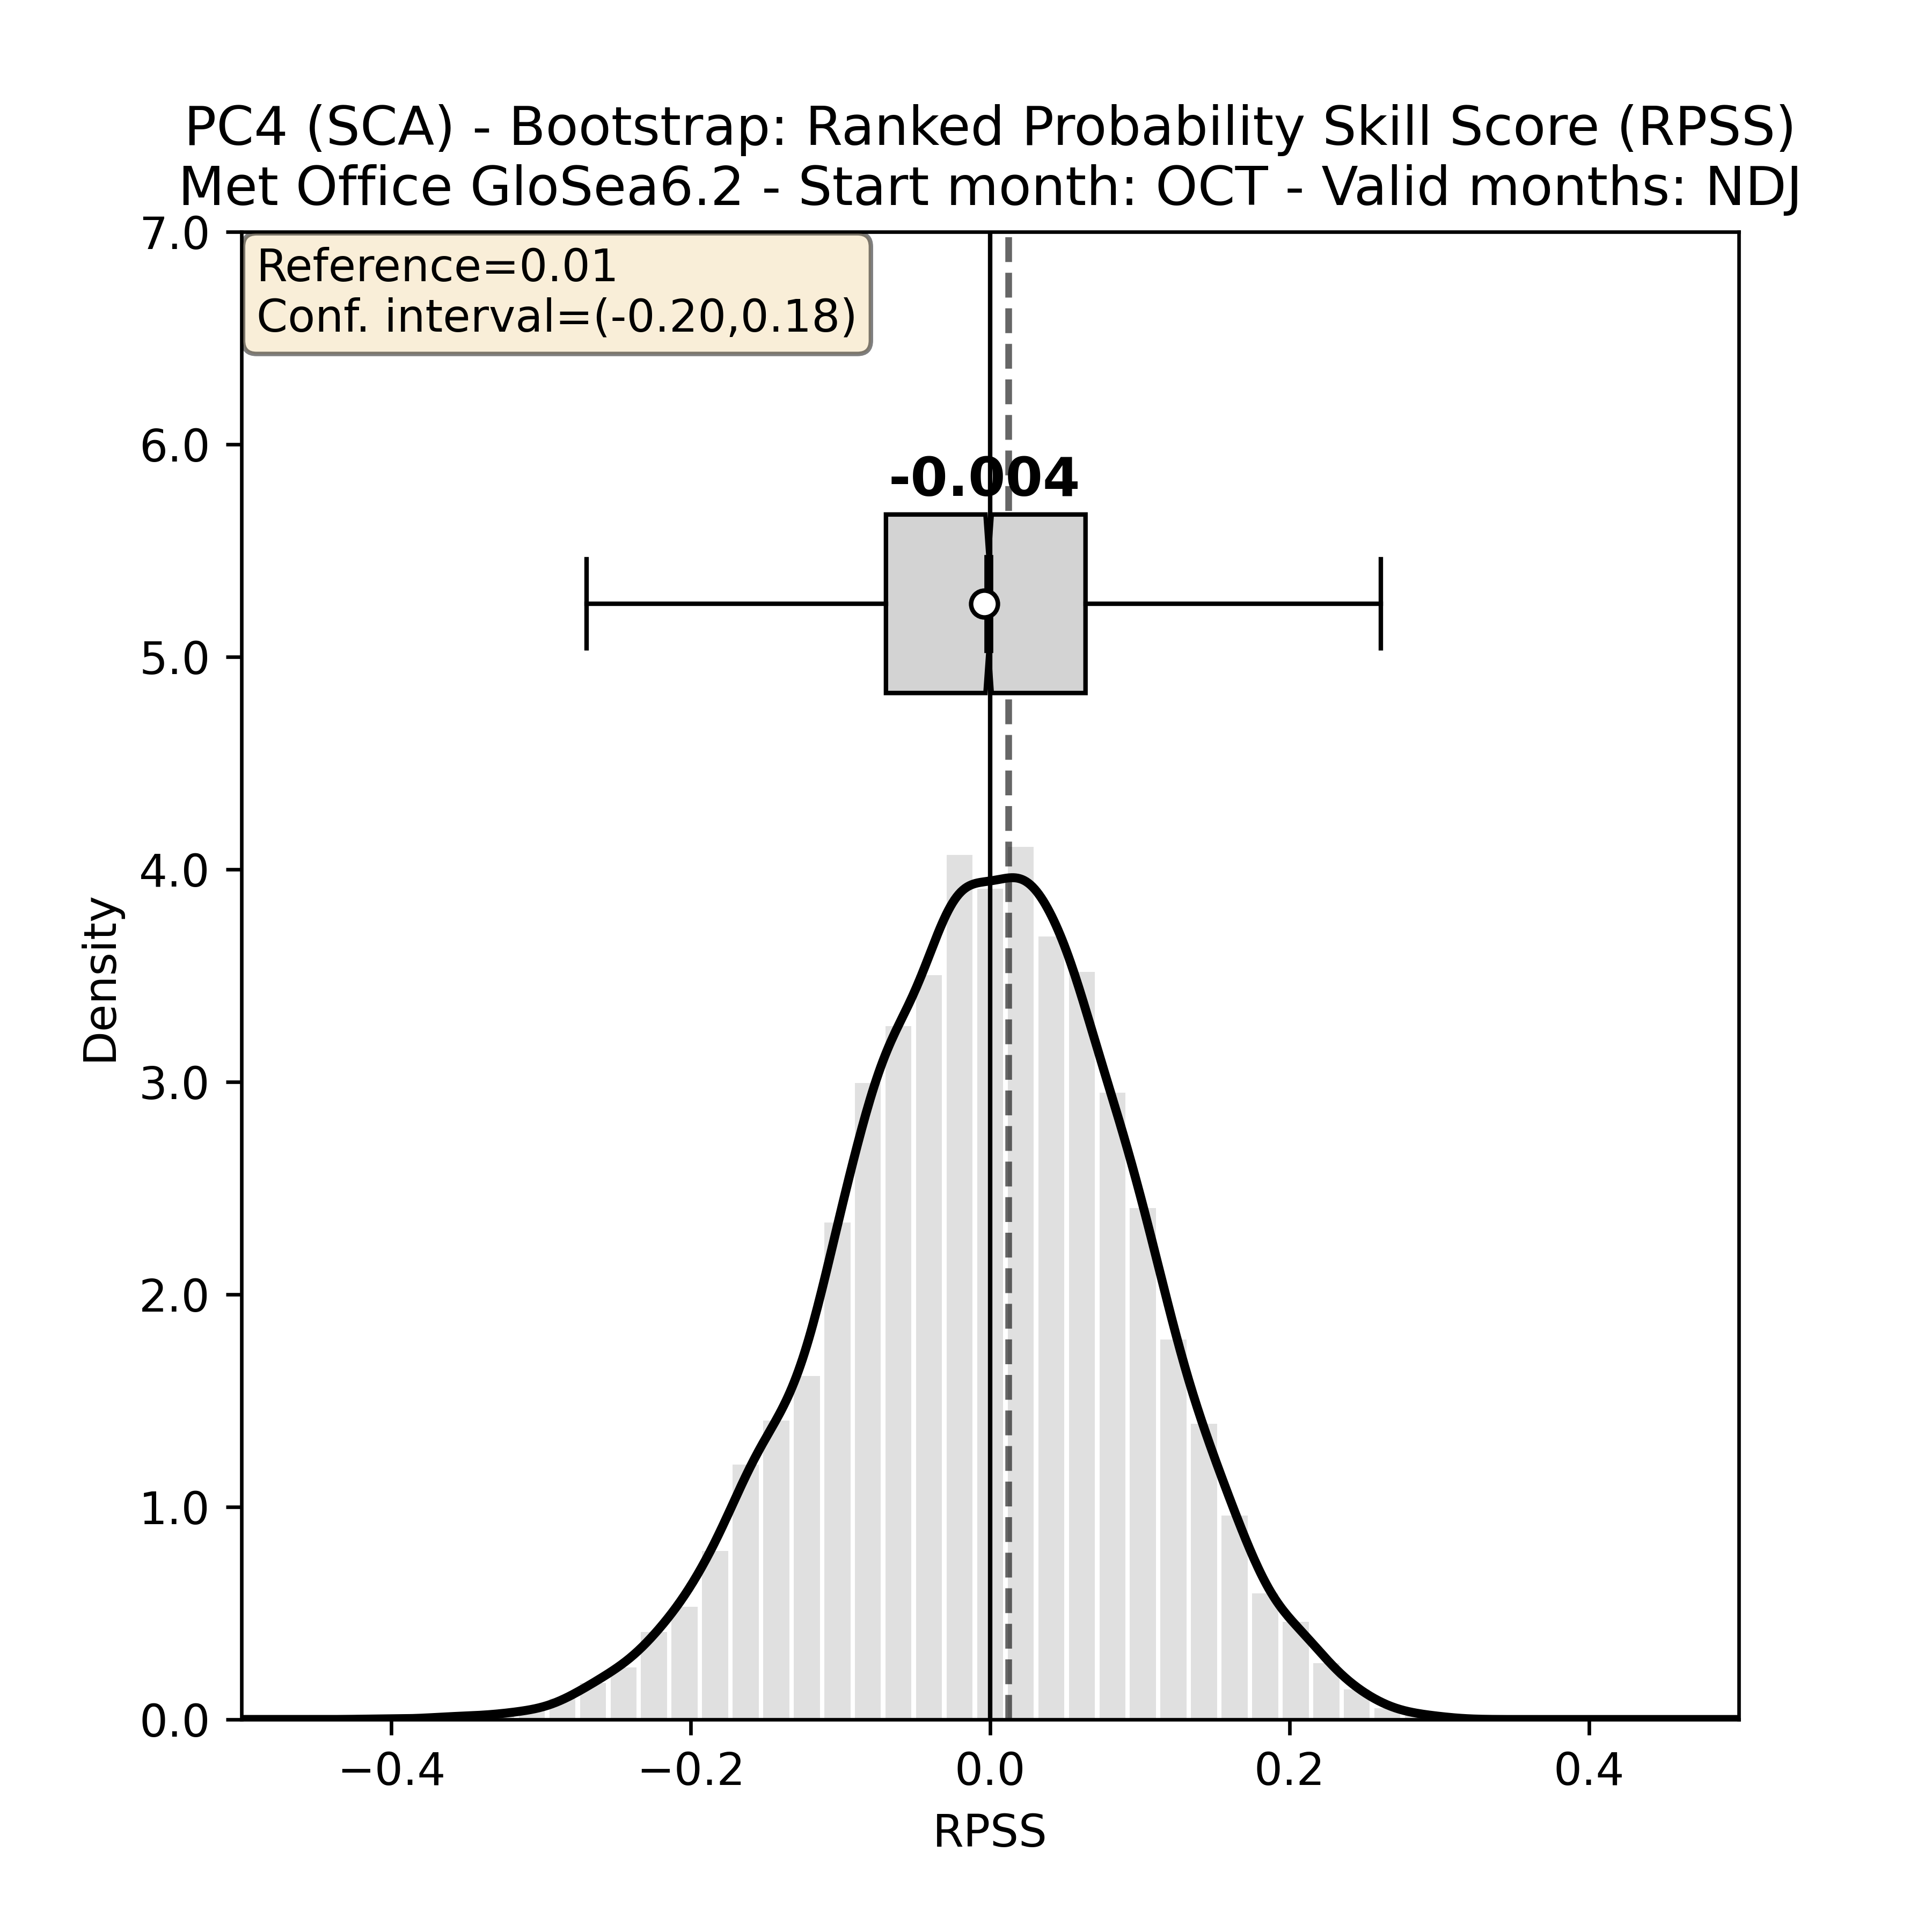 PC4 (SCA) - Bootstrap: Ranked Probability Skill Score (RPSS)
Met Office GloSea6.2 - Start month: OCT - Valid months: NDJ
Reference=0.01
Conf. interval=(-0.20,0.18)
-0.004
7.0
6.0
5.0
4.0
3.0
2.0
1.0
0.0
Density
−0.4
−0.2
0.0
0.2
0.4
RPSS